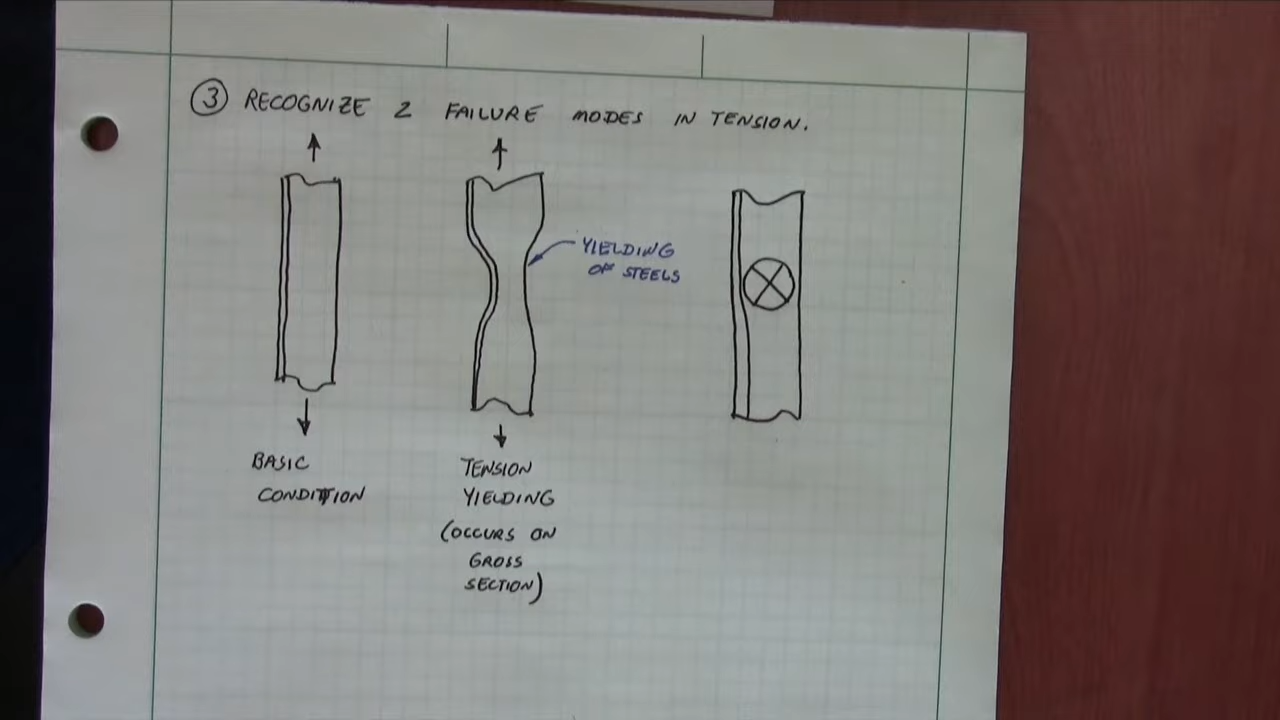 ③ RECOGNIZE 2 FAILURE MODES IN TENSION.
YIELDING
OF STEELS
BASIC
CONDITION
TENSION
YIELDING
(OCCURS ON
GROSS
SECTION)